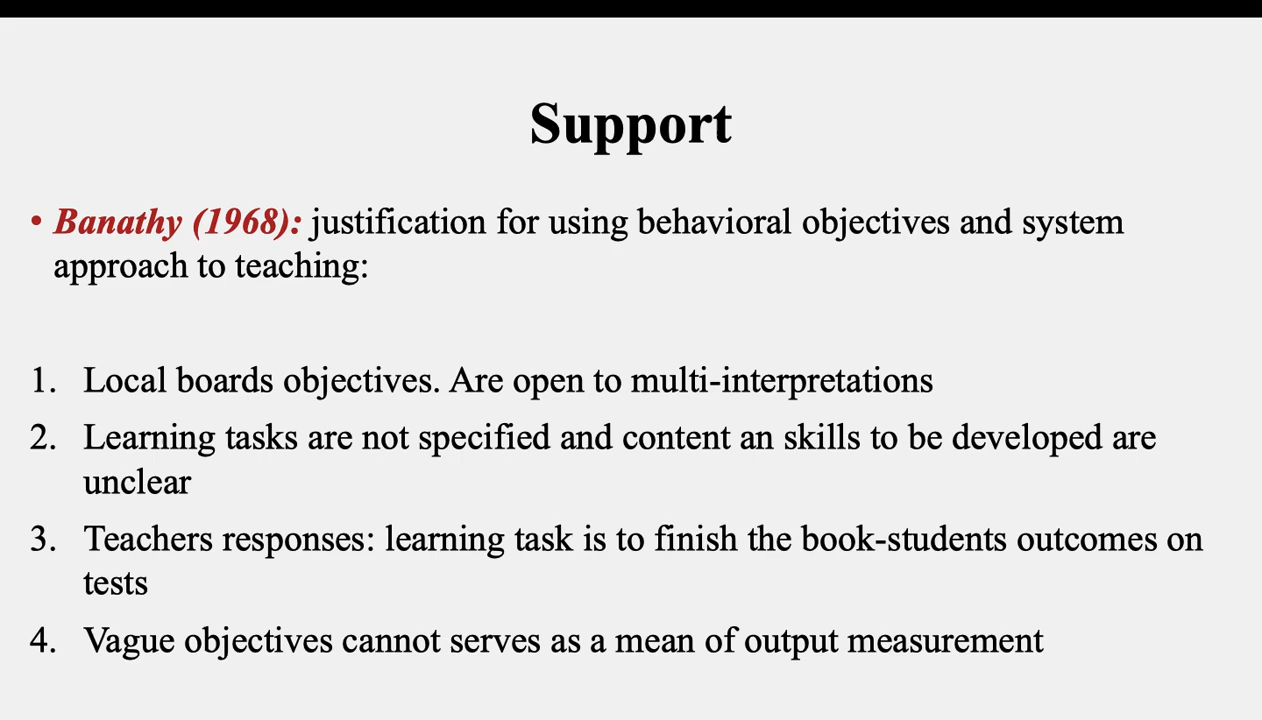 Support
• Banathy (1968): justification for using behavioral objectives and system
approach to teaching:
1. Local boards objectives. Are open to multi-interpretations
2. Learning tasks are not specified and content an skills to be developed are
unclear
3. Teachers responses: learning task is to finish the book-students outcomes on
tests
4. Vague objectives cannot serves as a mean of output measurement